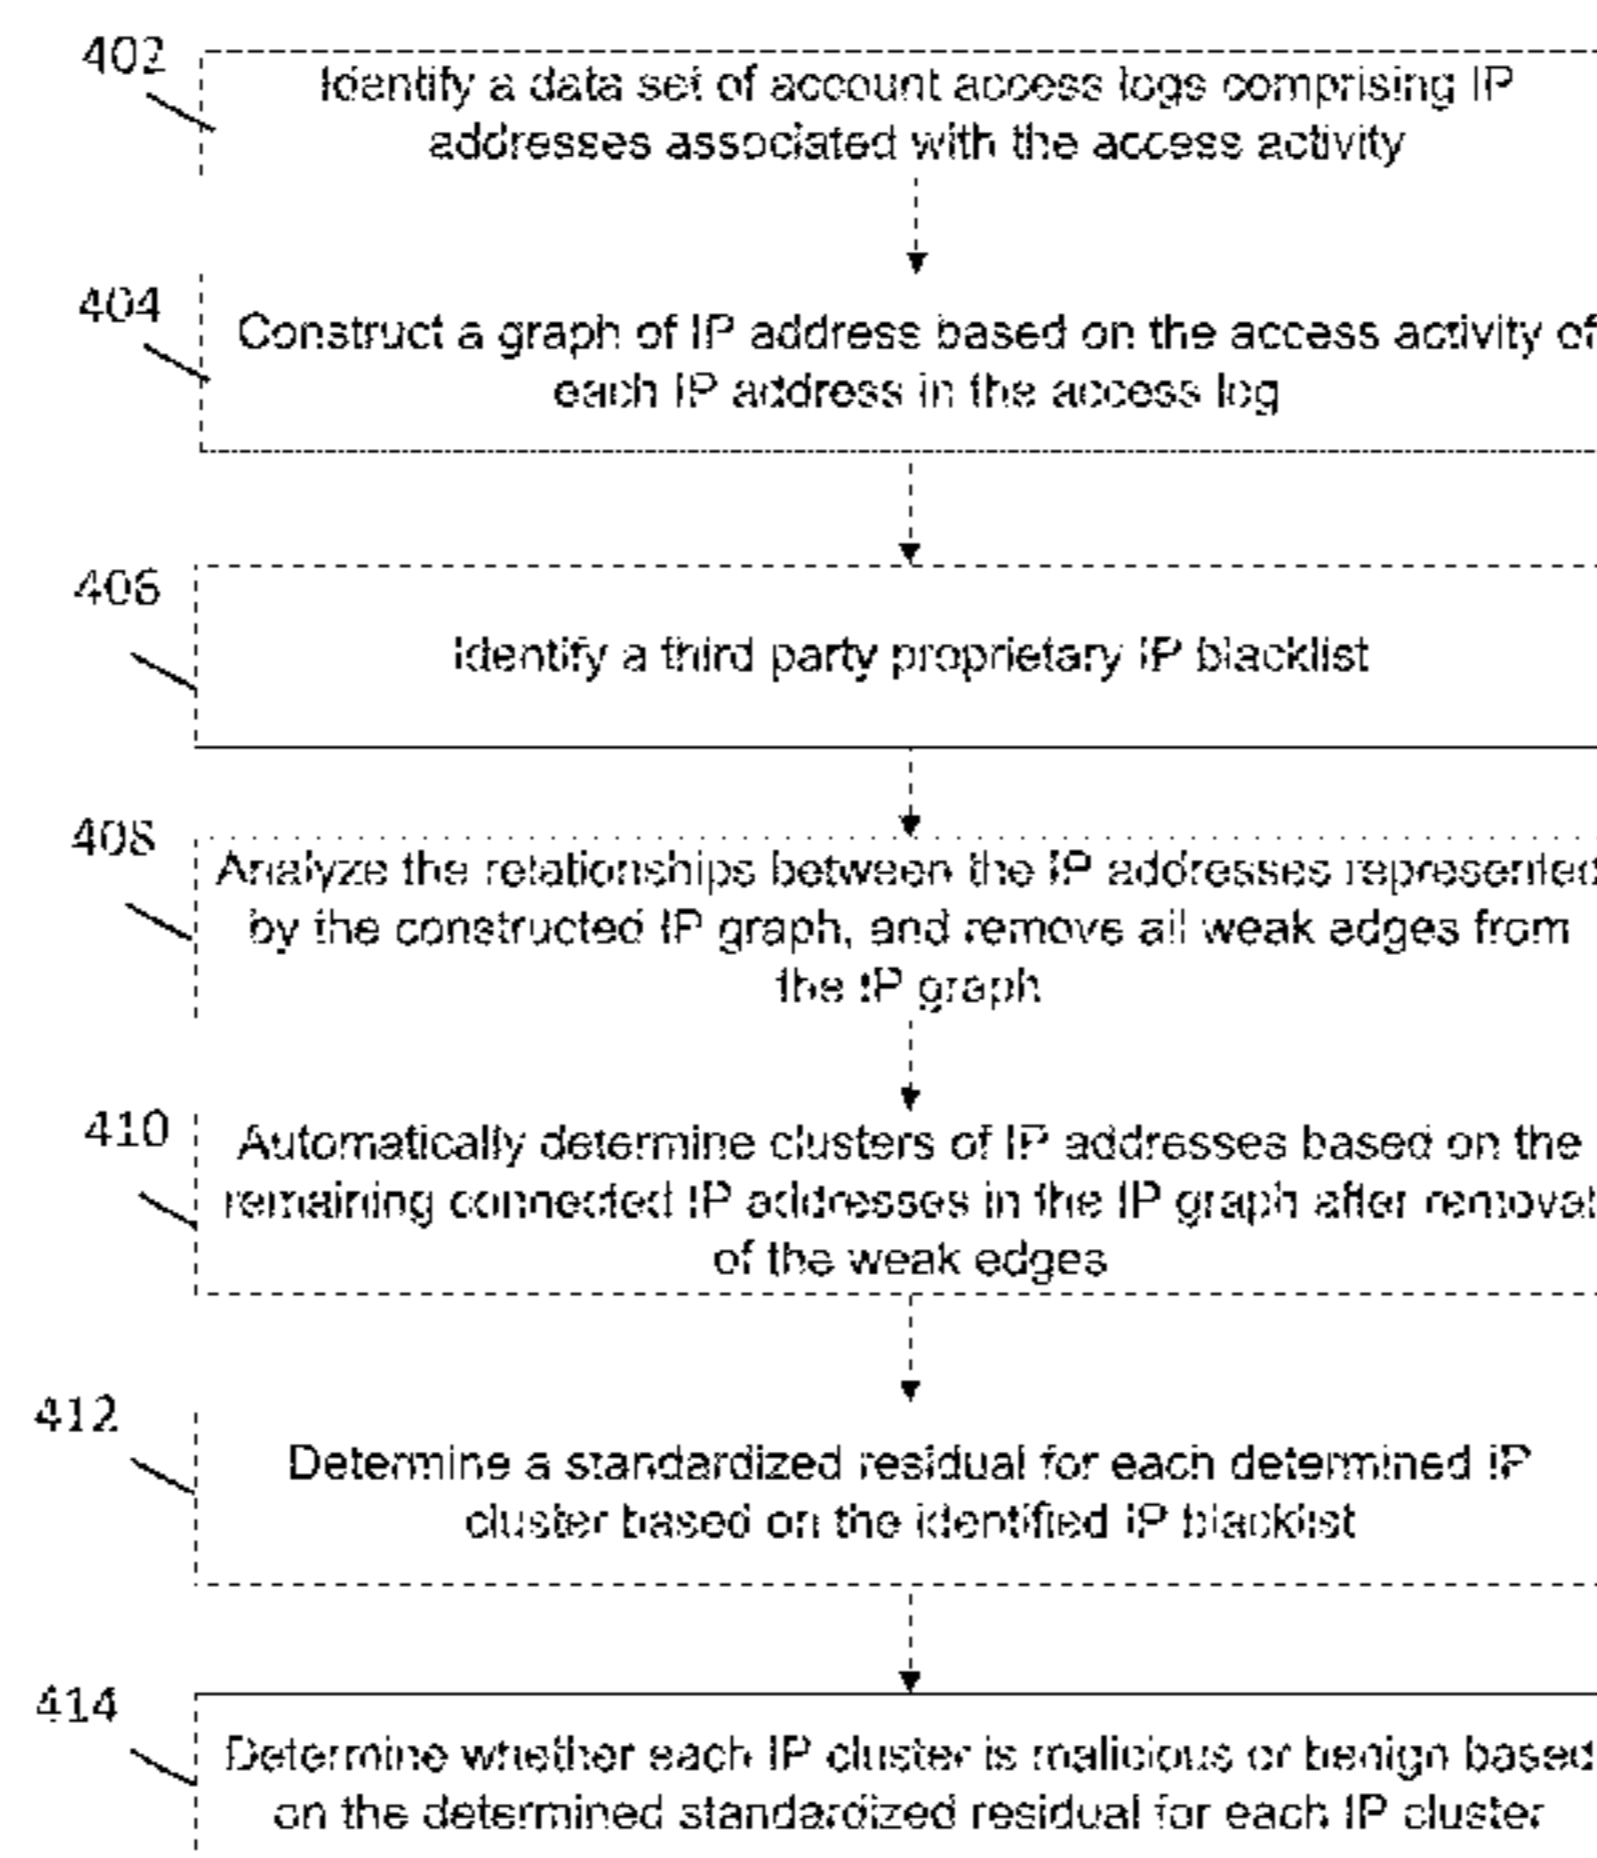 402
Identify a data set of account access logs comprising IP
addresses associated with the access activity
404
Construct a graph of IP address based on the access activity of
each IP address in the access log
406
Identify a third party proprietary IP blacklist
408
Analyze the relationships between the IP addresses represented
by the constructed IP graph, and remove all weak edges from
the IP graph
410
Automatically determine clusters of IP addresses based on the
remaining connected IP addresses in the IP graph after removal
of the weak edges
412
Determine a standardized residual for each determined IP
cluster based on the identified IP blacklist
414
Determine whether each IP cluster is malicious or benign based
on the determined standardized residual for each IP cluster